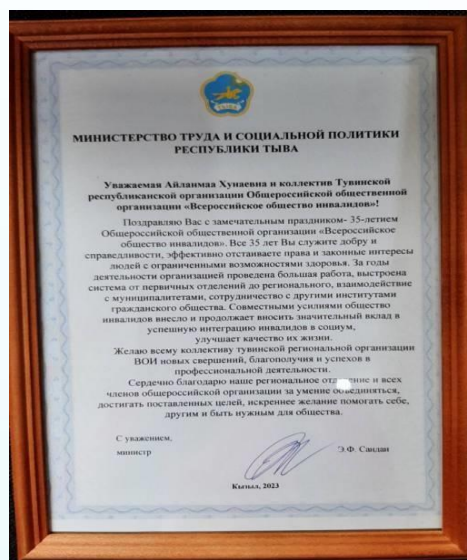 ТЫВА
МИНИСТЕРСТВО ТРУДА И СОЦИАЛЬНОЙ ПОЛИТИКИ
РЕСПУБЛИКИ ТЫВА
Уважаемая Айланмаа Хунаевна и коллектив Тувинской
республиканской организации Общероссийской общественной
организации «Всероссийское общество инвалидов»!
Поздравляю Вас с замечательным праздником- 35-летием
Общероссийской общественной организации «Всероссийское
общество инвалидов». Все 35 лет Вы служите добру и
справедливости, эффективно отстаиваете права и законные интересы
людей с ограниченными возможностями здоровья. За годы
деятельности организацией проведена большая работа, выстроена
система от первичных отделений до регионального, взаимодействие
с муниципалитетами, сотрудничество с другими институтами
гражданского общества. Совместными усилиями общество
инвалидов внесло и продолжает вносить значительный вклад в
успешную интеграцию инвалидов в социум,
улучшает качество их жизни.
Желаю всему коллективу тувинской региональной организации
ВОИ новых свершений, благополучия и успехов в
профессиональной деятельности.
Сердечно благодарю наше региональное отделение и всех
членов общероссийской организации за умение объединяться,
достигать поставленных целей, искреннее желание помогать себе,
другим и быть нужным для общества.
С уважением,
министр Э.Ф. Сандан
Кызыл, 2023